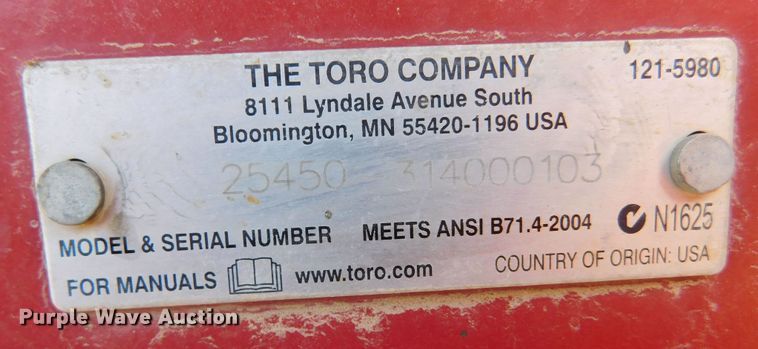 THE TORO COMPANY 121-5980
8111 Lyndale Avenue South
Bloomington, MN 55420-1196 USA
25450 314000103
MODEL & SERIAL NUMBER MEETS ANSI B71.4-2004 N1625
FOR MANUALS www.toro.com COUNTRY OF ORIGIN: USA
Purple Wave Auction